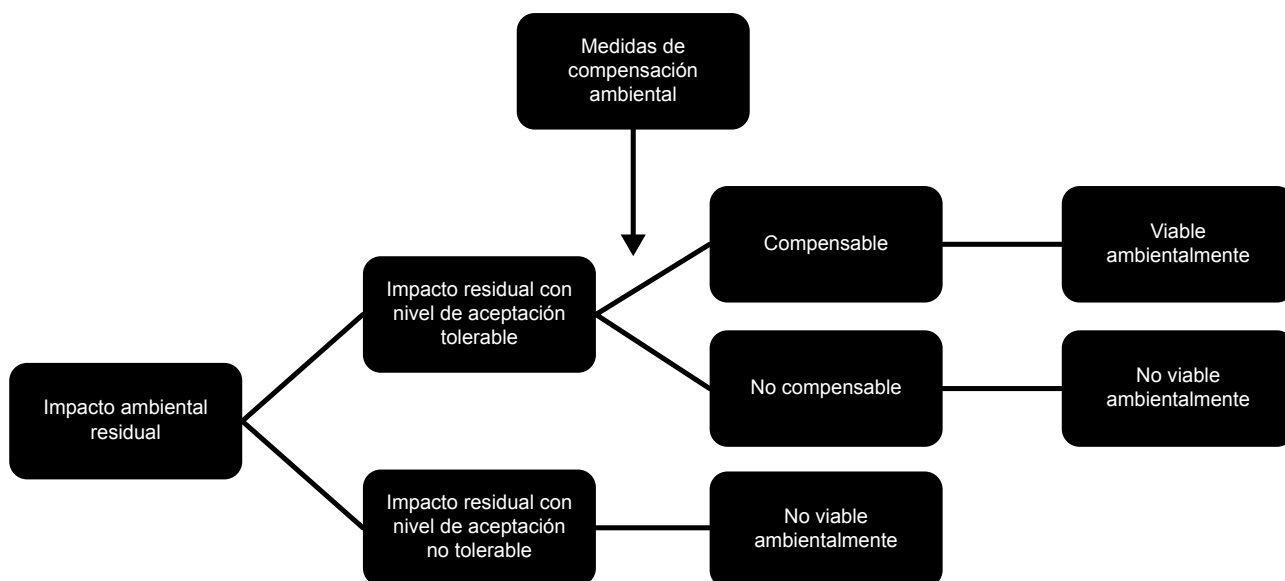 Medidas de
compensación
ambiental
Compensable
Viable
ambientalmente
Impacto residual con
nivel de aceptación
tolerable
No compensable
No viable
ambientalmente
Impacto ambiental
residual
Impacto residual con
nivel de aceptación
no tolerable
No viable
ambientalmente